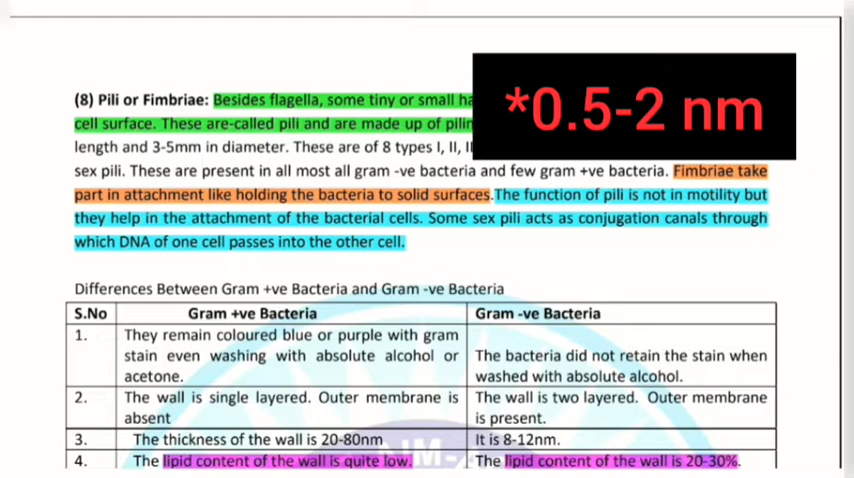 *0.5-2 nm
(8) Pili or Fimbriae: Besides flagella, some tiny or small
cell surface. These are-called pili and are made up of
length and 3-5mm in diameter. These are of 8 types I, II,
sex pili. These are present in all most all gram -ve bacteria and few gram +ve bacteria. Fimbriae take
part in attachment like holding the bacteria to solid surfaces.The function of pili is not in motility but
they help in the attachment of the bacterial cells. Some sex pili acts as conjugation canals through
which DNA of one cell passes into the other cell.
Differences Between Gram +ve Bacteria and Gram -ve Bacteria
S.No Gram +ve Bacteria Gram -ve Bacteria
1. They remain coloured blue or purple with gram
stain even washing with absolute alcohol or The bacteria did not retain the stain when
acetone. washed with absolute alcohol.
2. The wall is single layered. Outer membrane is The wall is two layered. Outer membrane
absent is present.
3. The thickness of the wall is 20-80nm It is 8-12nm.
4. The lipid content of the wall is quite low. The lipid content of the wall is 20-30%.